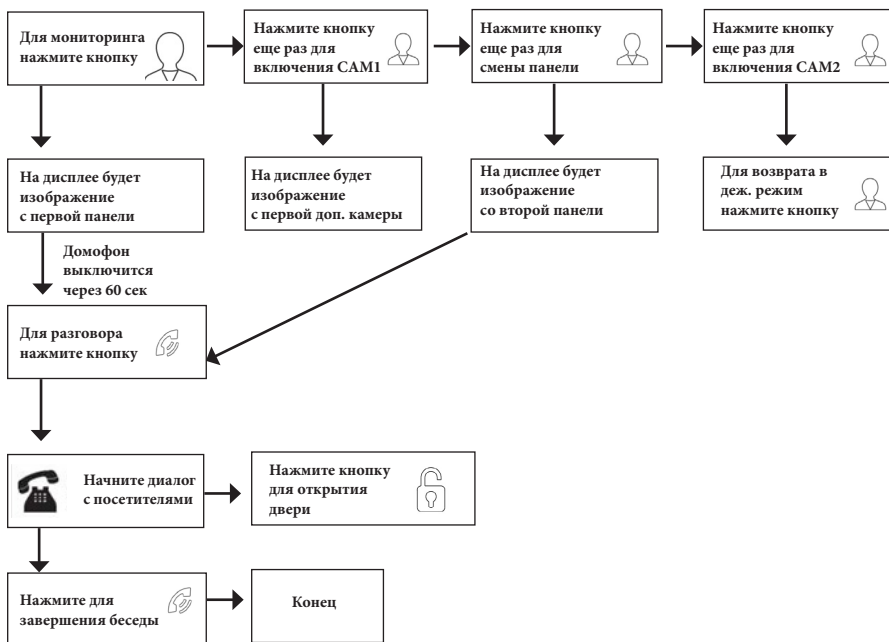 Для мониторинга
нажмите кнопку
Нажмите кнопку
еще раз для
включения САМ1
Нажмите кнопку
еще раз для
смены панели
Нажмите кнопку
еще раз для
включения САМ2
На дисплее будет
изображение
с первой панели
На дисплее будет
изображение
с первой доп. камеры
На дисплее будет
изображение
со второй панели
Для возврата в
деж. режим
нажмите кнопку
Домофон
выключится
через 60 сек
Для разговора
нажмите кнопку
Начните диалог
с посетителями
Нажмите кнопку
для открытия
двери
Нажмите для
завершения беседы
Конец